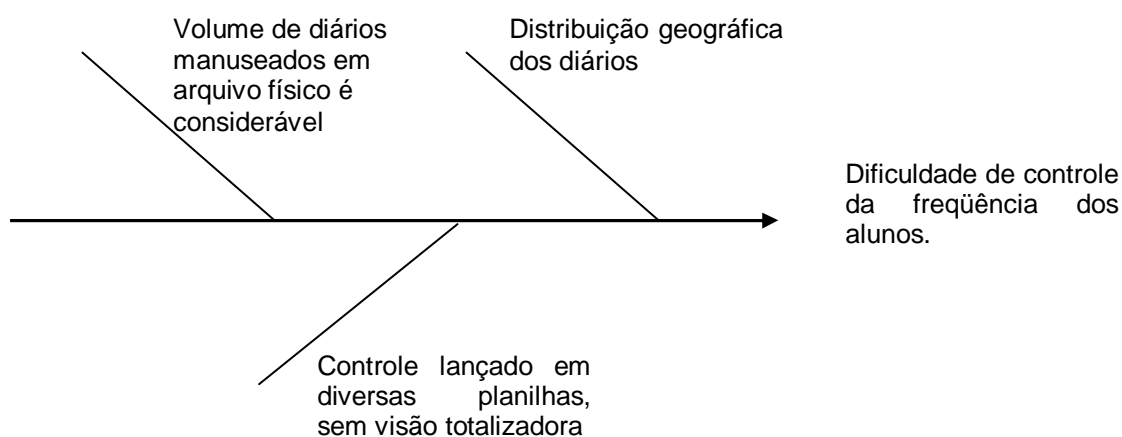 Volume de diários
manuseados em
arquivo físico é
considerável
Distribuição geográfica
dos diários
Dificuldade de controle
da freqüência dos
alunos.
Controle lançado em
diversas planilhas,
sem visão totalizadora